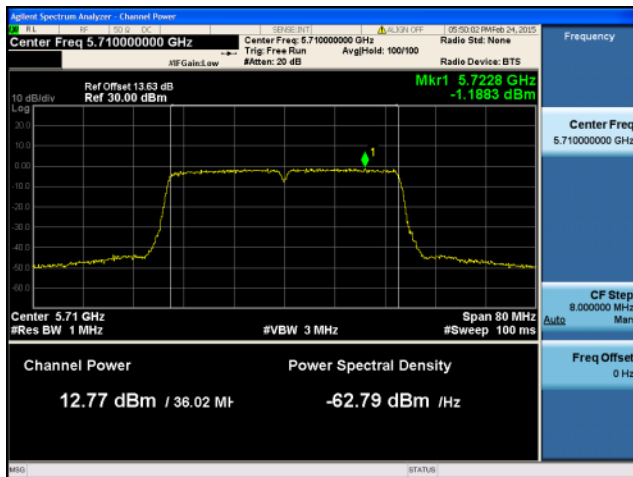 Agilent Spectrum Analyzer - Channel Power
RL RF 50 Ω DC SENSE:INT ALIGN OFF 05:50:02 PM Feb 24, 2015
Center Freq 5.710000000 GHz
Center Freq: 5.710000000 GHz
Radio Std: None
Trig: Free Run Avg|Hold: 100/100
#IFGain:Low #Atten: 20 dB Radio Device: BTS
Mkr1 5.7228 GHz
-1.1883 dBm
Ref Offset 13.63 dB
10 dB/div Ref 30.00 dBm
Log
20.0
10.0
1
0.00
-10.0
-20.0
-30.0
-40.0
-50.0
-60.0
Center 5.71 GHz Span 80 MHz
#Res BW 1 MHz #VBW 3 MHz #Sweep 100 ms
Channel Power
Power Spectral Density
12.77 dBm / 36.02 MH
-62.79 dBm /Hz
Frequency
Center Freq
5.710000000 GHz
CF Step
8.000000 MHz
Auto Man
Freq Offset
0 Hz
MSG STATUS